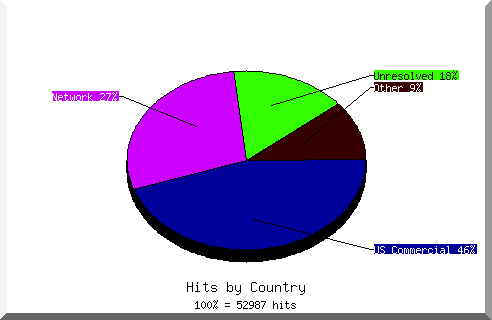 Unresolved 18%
Other 9%
Network 27%
US Commercial 46%
Hits by Country
100% = 52987 hits